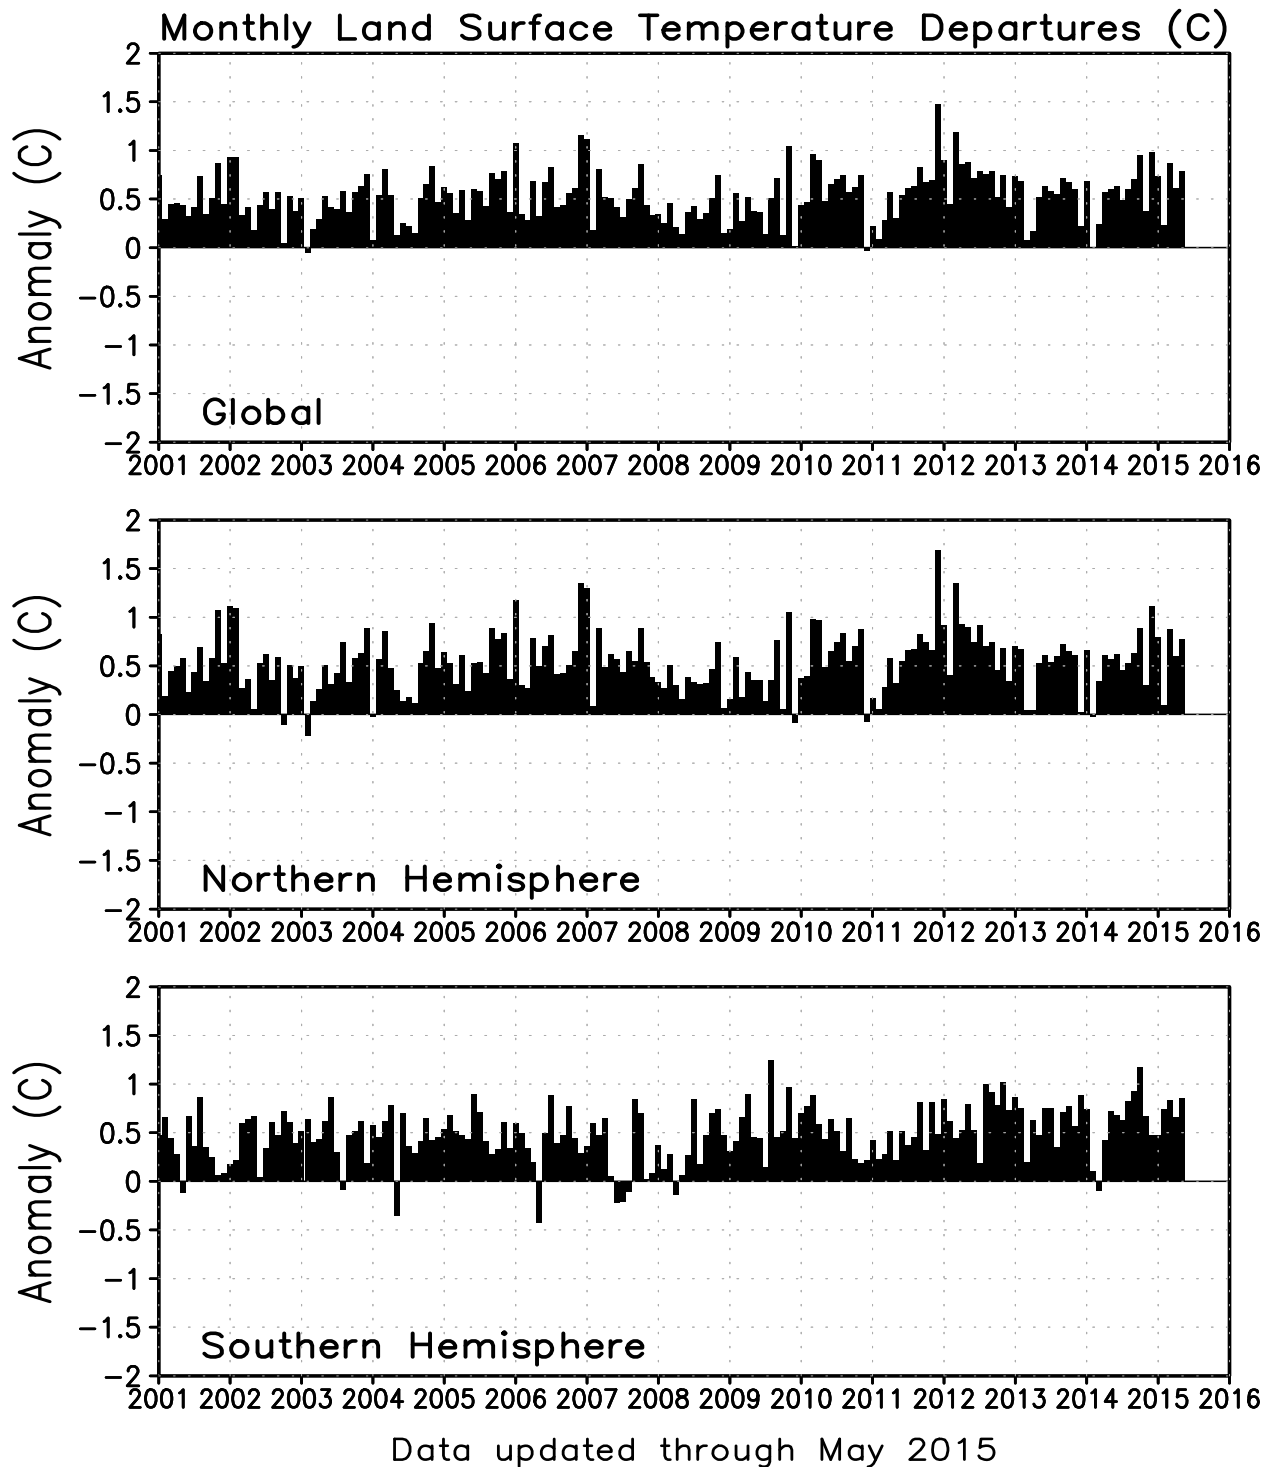 Monthly Land Surface Temperature Departures (C)
Anomaly (C)
2
1.5
1
0.5
0
−0.5
−1
−1.5
−2
Global
2001 2002 2003 2004 2005 2006 2007 2008 2009 2010 2011 2012 2013 2014 2015 2016
Anomaly (C)
2
1.5
1
0.5
0
−0.5
−1
−1.5
−2
Northern Hemisphere
2001 2002 2003 2004 2005 2006 2007 2008 2009 2010 2011 2012 2013 2014 2015 2016
Anomaly (C)
2
1.5
1
0.5
0
−0.5
−1
−1.5
−2
Southern Hemisphere
2001 2002 2003 2004 2005 2006 2007 2008 2009 2010 2011 2012 2013 2014 2015 2016
Data updated through May 2015